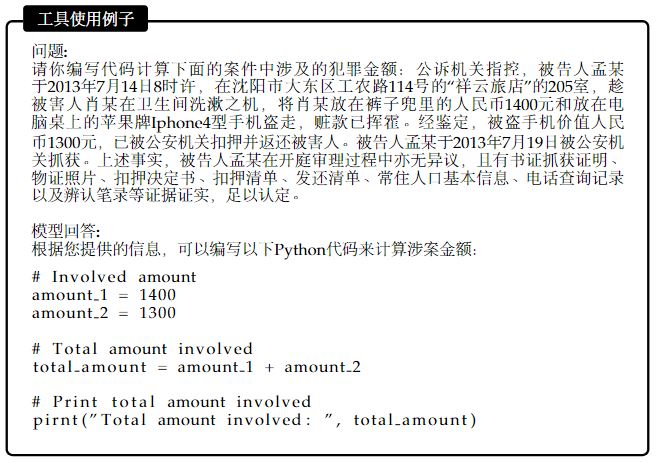 工具使用例子
问题:
请你编写代码计算下面的案件中涉及的犯罪金额：公诉机关指控，被告人孟某
于2013年7月14日8时许，在沈阳市大东区工农路114号的“祥云旅店”的205室，趁
被害人肖某在卫生间洗漱之机，将肖某放在裤子兜里的人民币1400元和放在电
脑桌上的苹果牌Iphone4型手机盗走，赃款已挥霍。经鉴定，被盗手机价值人民
币1300元，已被公安机关扣押并返还被害人。被告人孟某于2013年7月19日被公安机
关抓获。上述事实，被告人孟某在开庭审理过程中亦无异议，且有书证抓获证明、
物证照片、扣押决定书、扣押清单、发还清单、常住人口基本信息、电话查询记录
以及辨认笔录等证据证实，足以认定。
模型回答:
根据您提供的信息，可以编写以下Python代码来计算涉案金额：
# Involved amount
amount_1 = 1400
amount_2 = 1300
# Total amount involved
total_amount = amount_1 + amount_2
# Print total amount involved
pirnt(”Total amount involved: ”, total_amount)